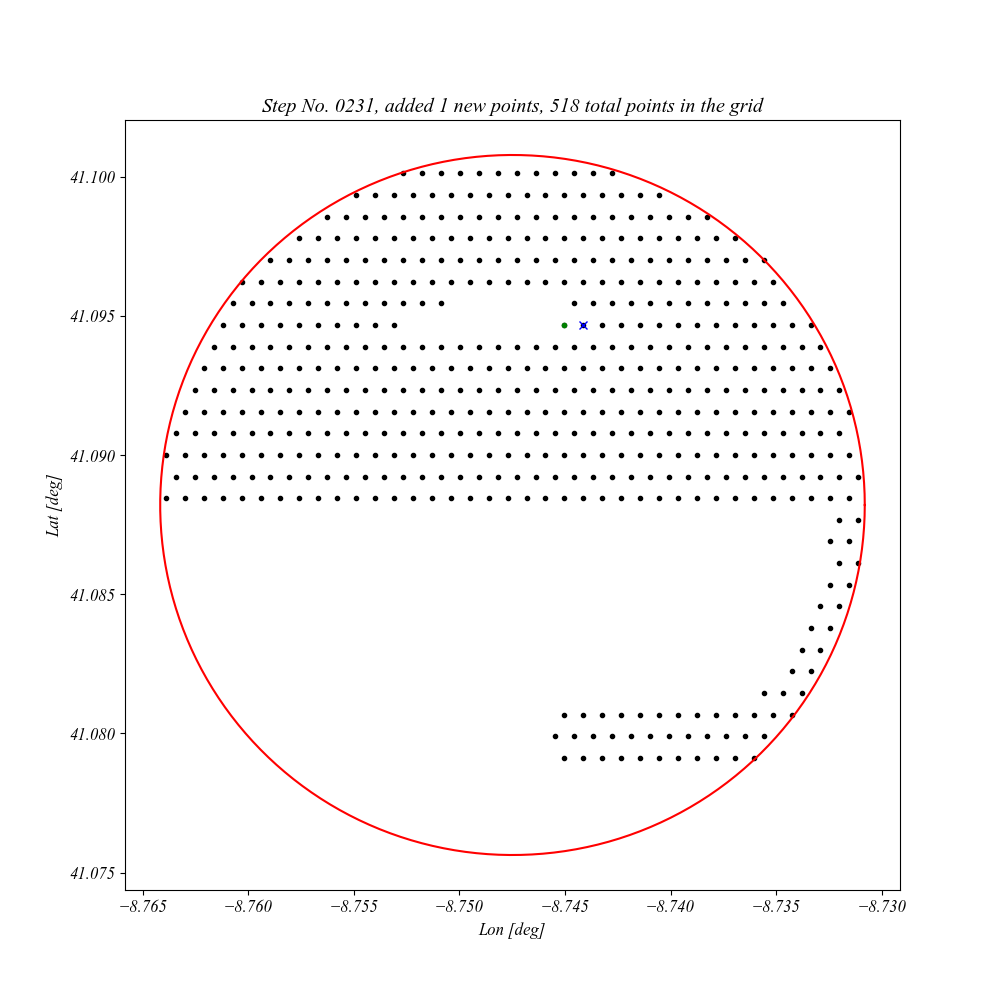 Step No. 0231, added 1 new points, 518 total points in the grid
41.100
41.095
41.090
41.085
41.080
41.075
Lat [deg]
−8.765 −8.760 −8.755 −8.750 −8.745 −8.740 −8.735 −8.730
Lon [deg]